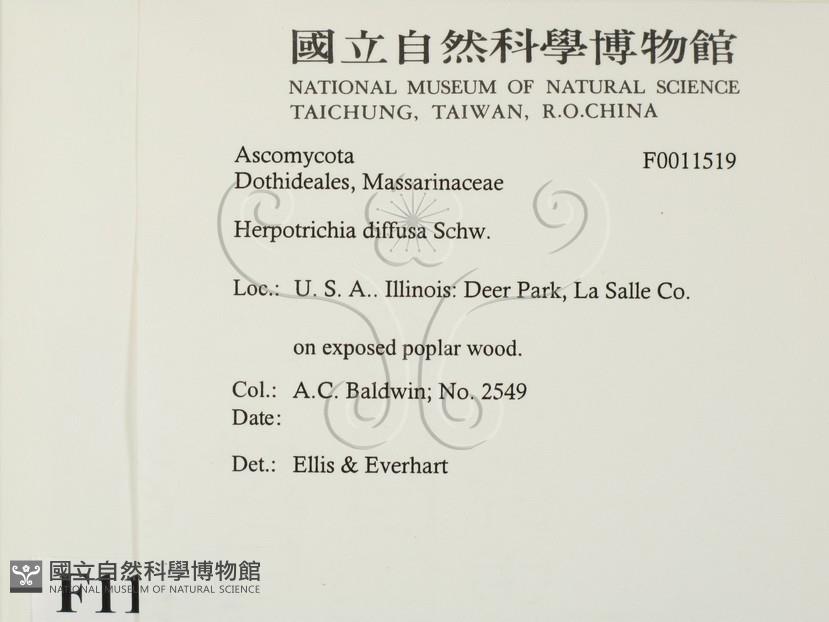 國立自然科學博物館
NATIONAL MUSEUM OF NATURAL SCIENCE
TAICHUNG, TAIWAN, R.O.CHINA
Ascomycota F0011519
Dothideales, Massarinaceae
Herpotrichia diffusa Schw.
Loc.: U. S. A.. Illinois: Deer Park, La Salle Co.
on exposed poplar wood.
Col.: A.C. Baldwin; No. 2549
Date:
Det.: Ellis & Everhart
國立自然科學博物館
NATIONAL MUSEUM OF NATURAL SCIENCE
F11